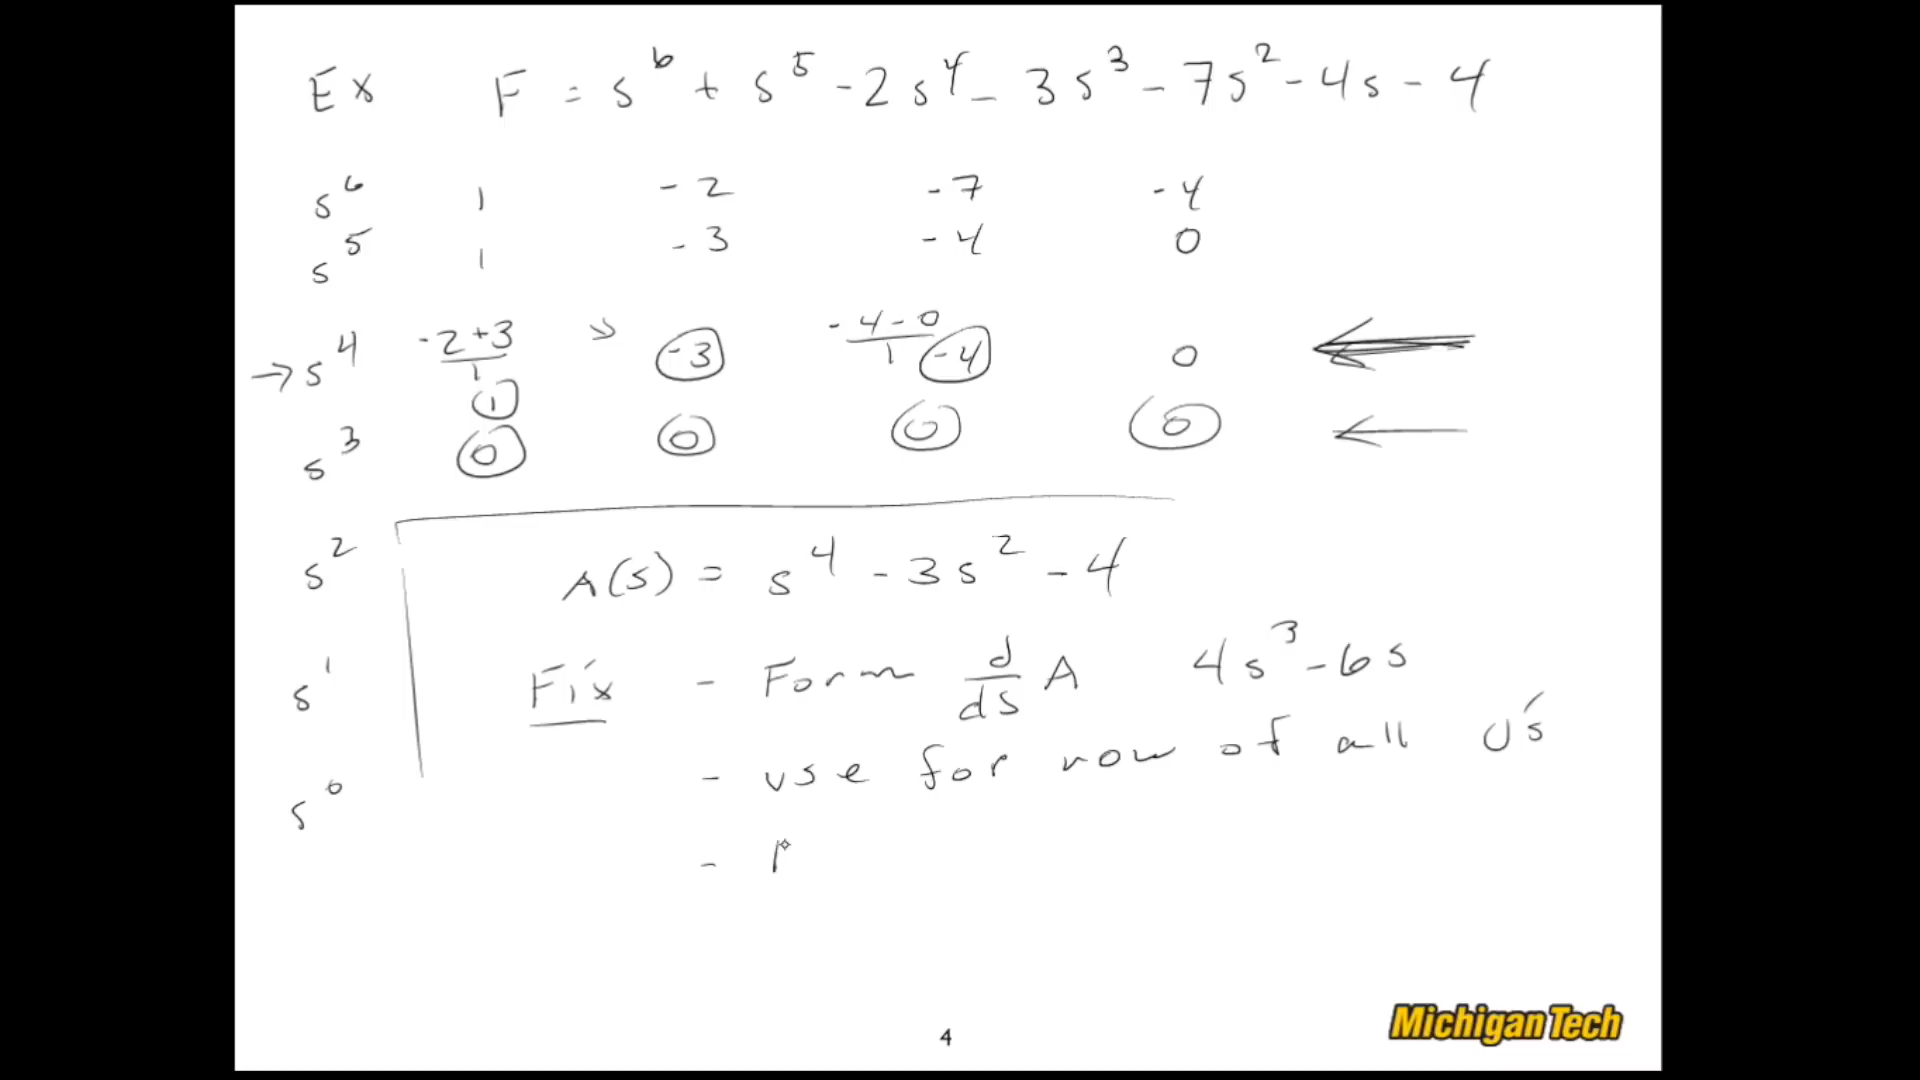 Ex F = s^6 + s^5 - 2s^4 - 3s^3 - 7s^2 - 4s - 4
s^6 1 -2 -7 -4
s^5 1 -3 -4 0
→ s^4 (-2+3)/1 -3 (-4-0)/1 -4 0 ←
1
s^3 0 0 0 0 ←
s^2 A(s) = s^4 - 3s^2 - 4
s^1 Fix - Form d/ds A 4s^3 - 6s
- use for row of all 0's
s^0
-
4
Michigan Tech